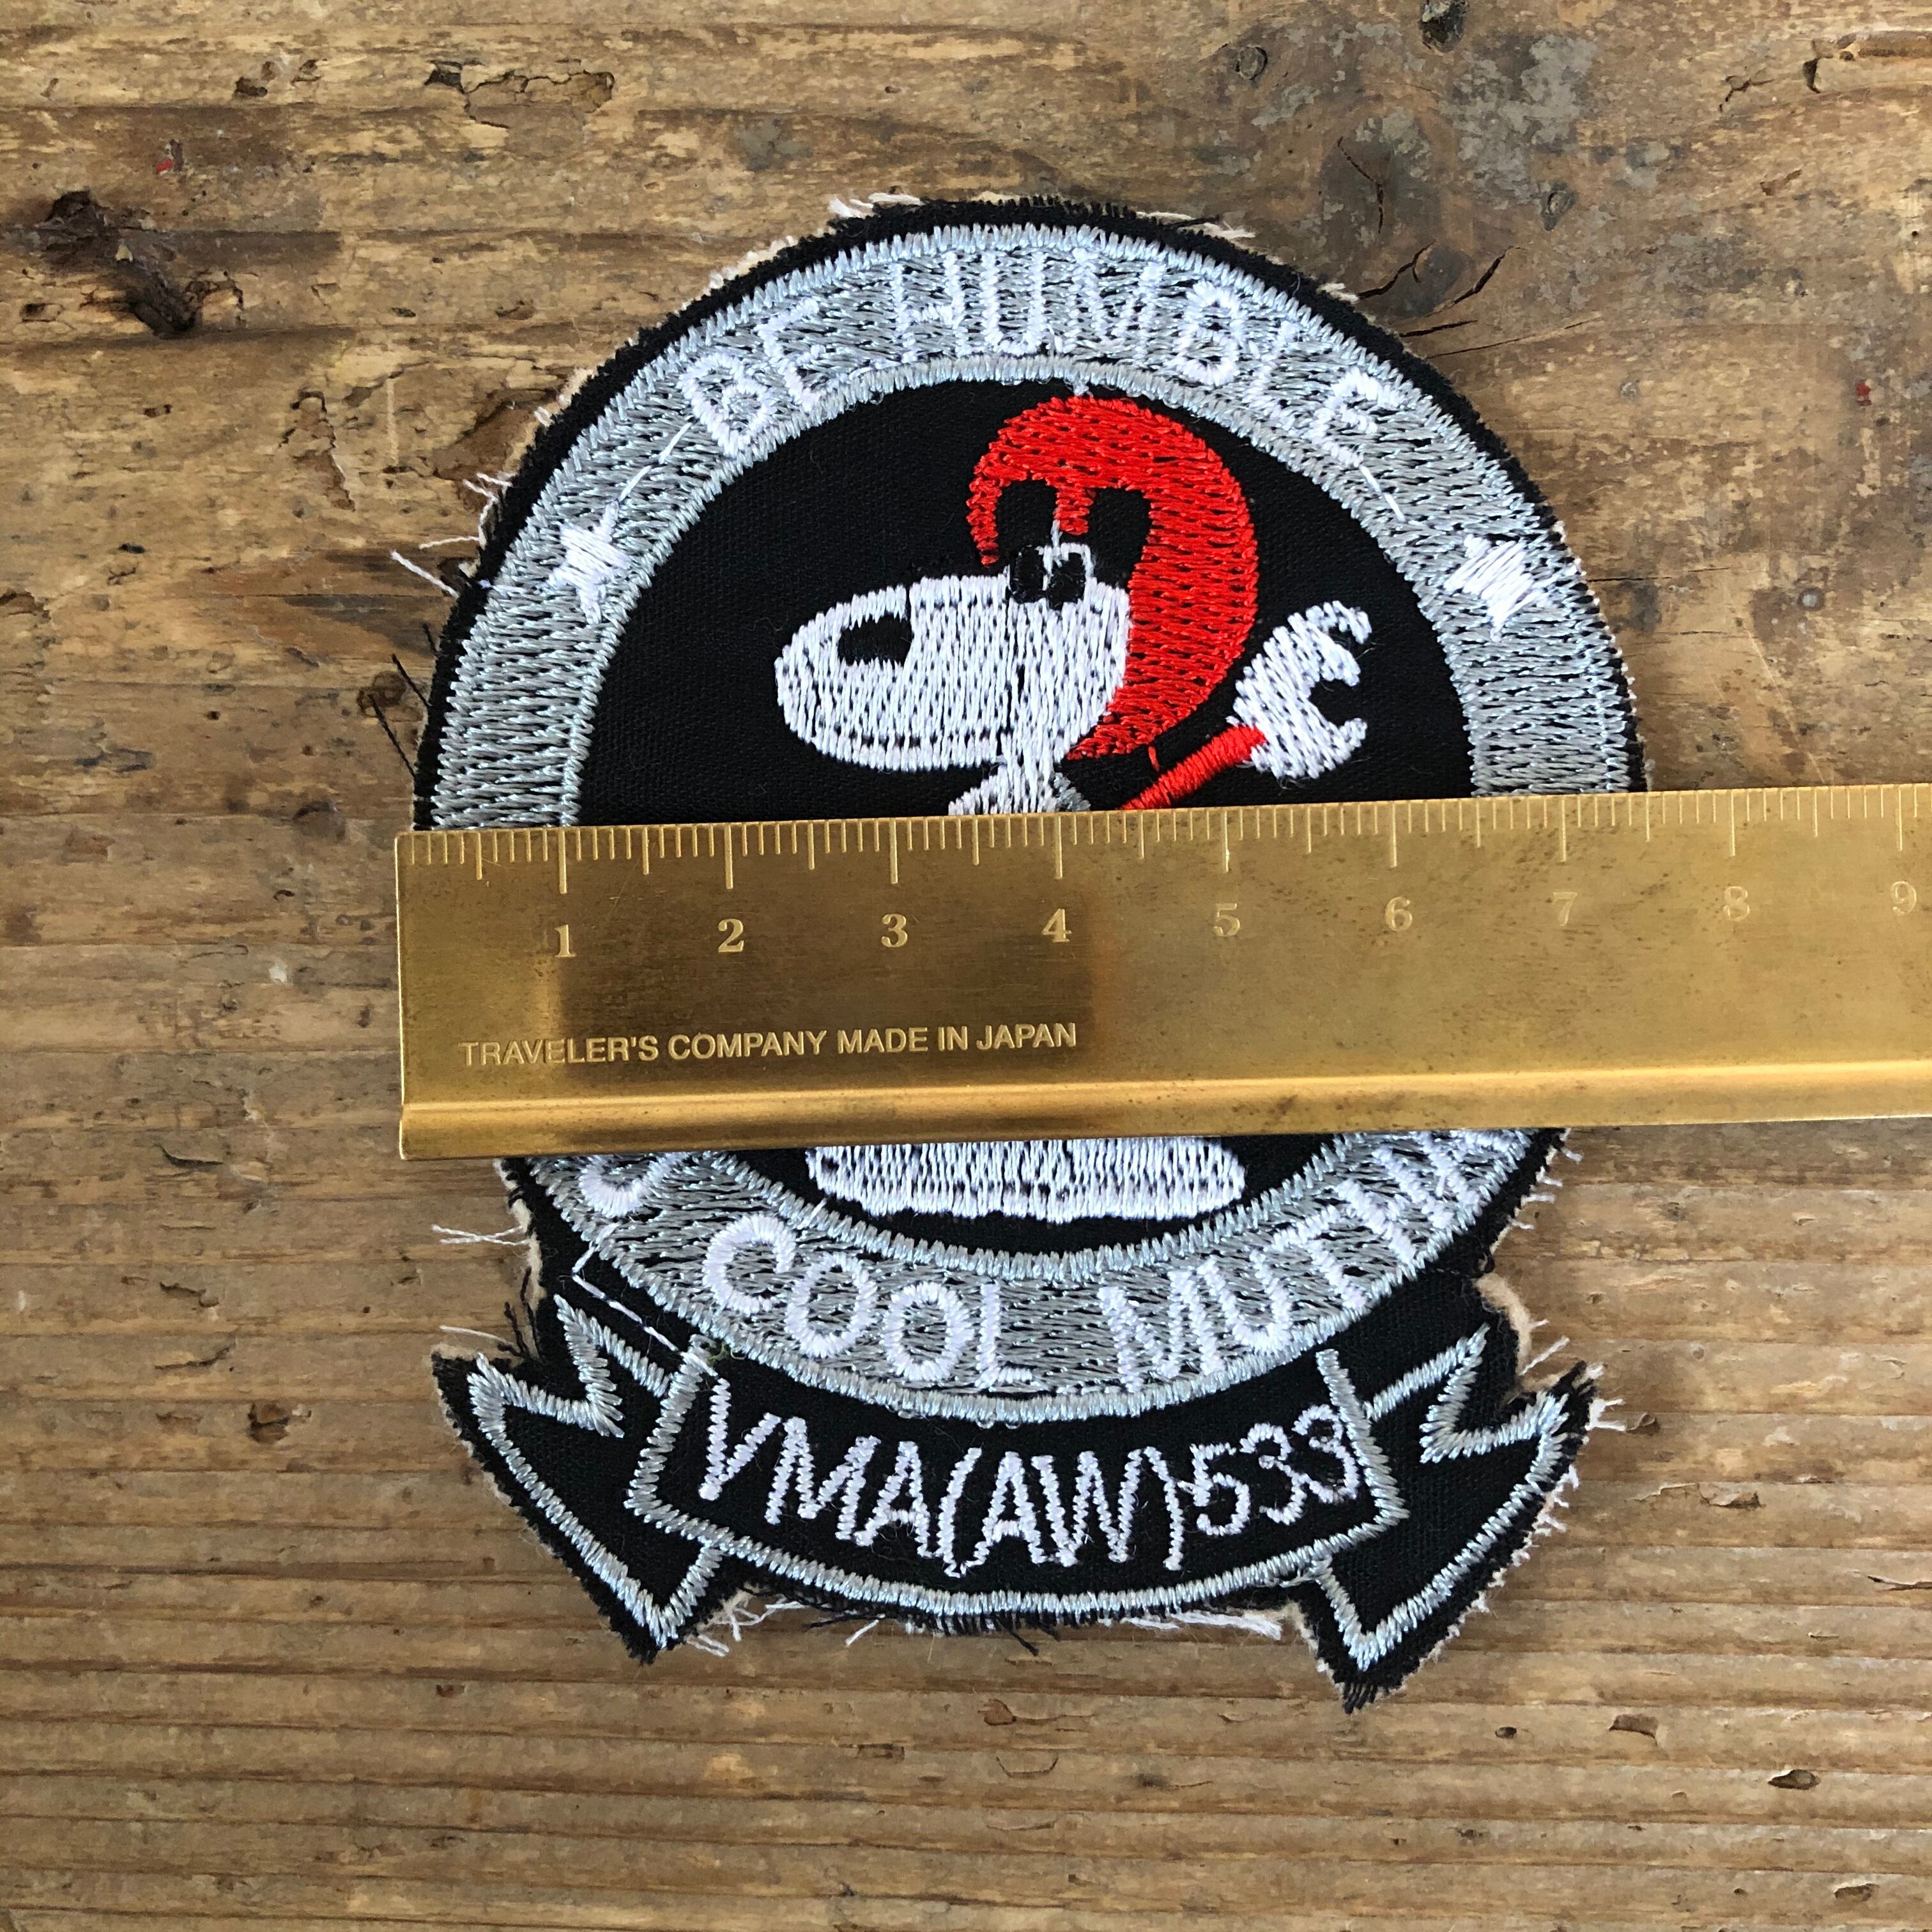 BE HUMBLE
1 2 3 4 5 6 7 8 9
TRAVELER'S COMPANY MADE IN JAPAN
COOL MUTHA
VMA(AW)-533